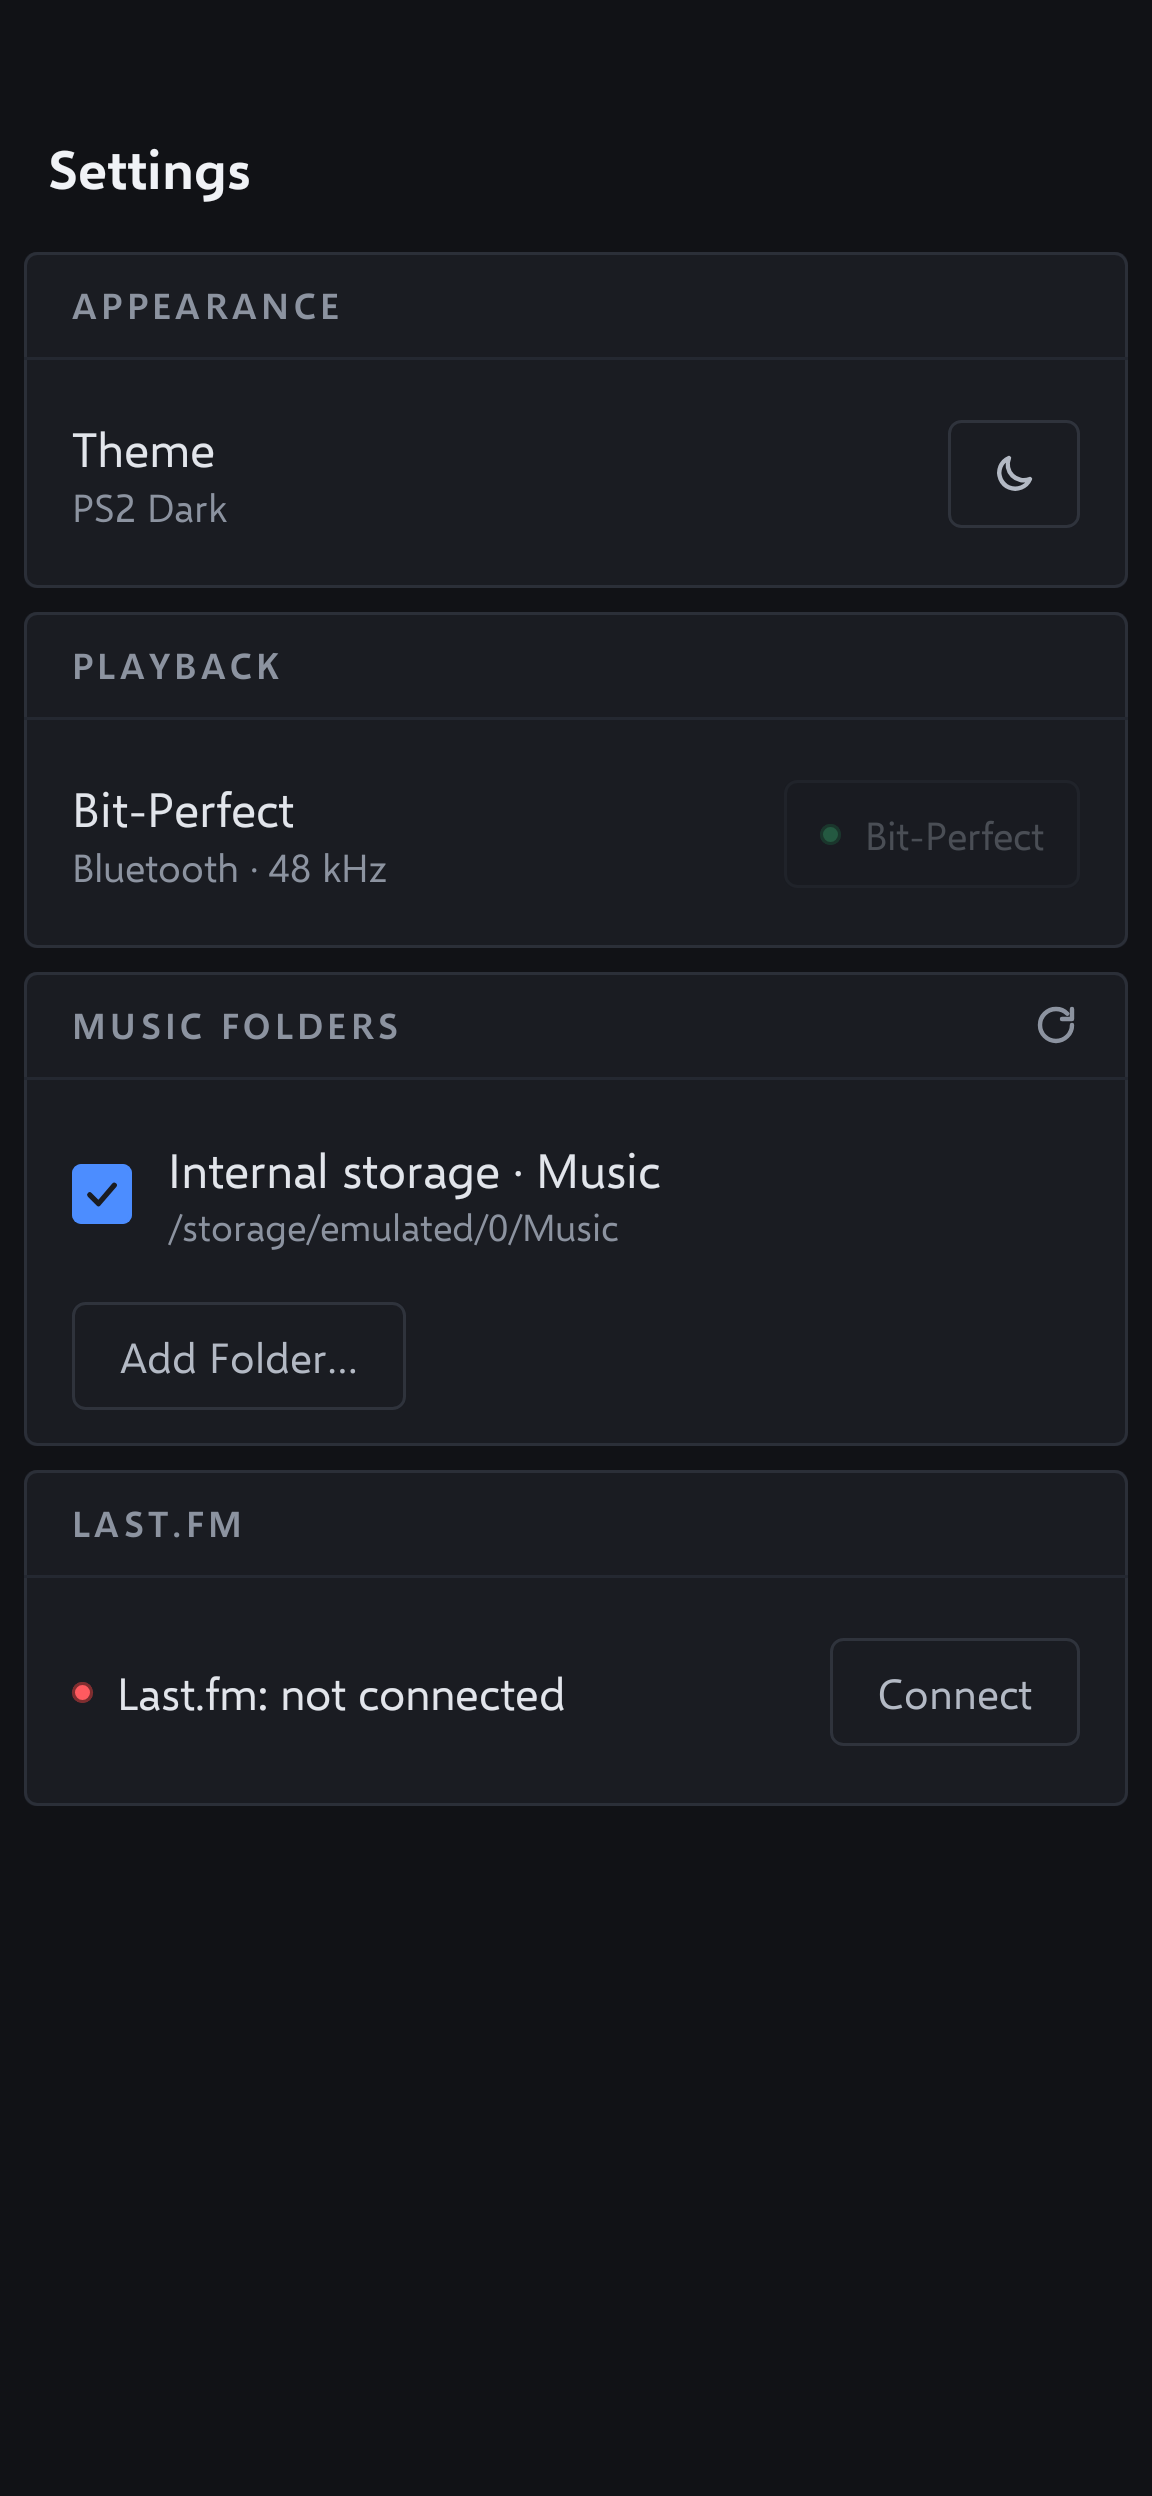 Settings
APPEARANCE
Theme
PS2 Dark
PLAYBACK
Bit-Perfect
Bluetooth · 48 kHz
Bit-Perfect
MUSIC FOLDERS
Internal storage · Music
/storage/emulated/0/Music
Add Folder...
LAST.FM
Last.fm: not connected
Connect